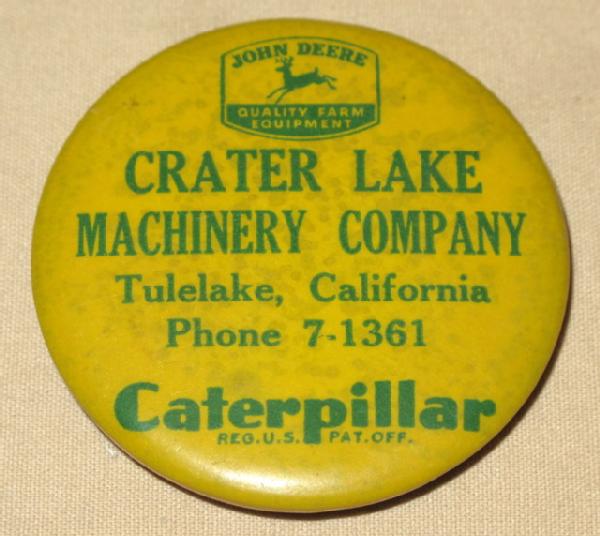 JOHN DEERE
QUALITY FARM
EQUIPMENT
CRATER LAKE
MACHINERY COMPANY
Tulelake, California
Phone 7-1361
Caterpillar
REG. U.S. PAT. OFF.